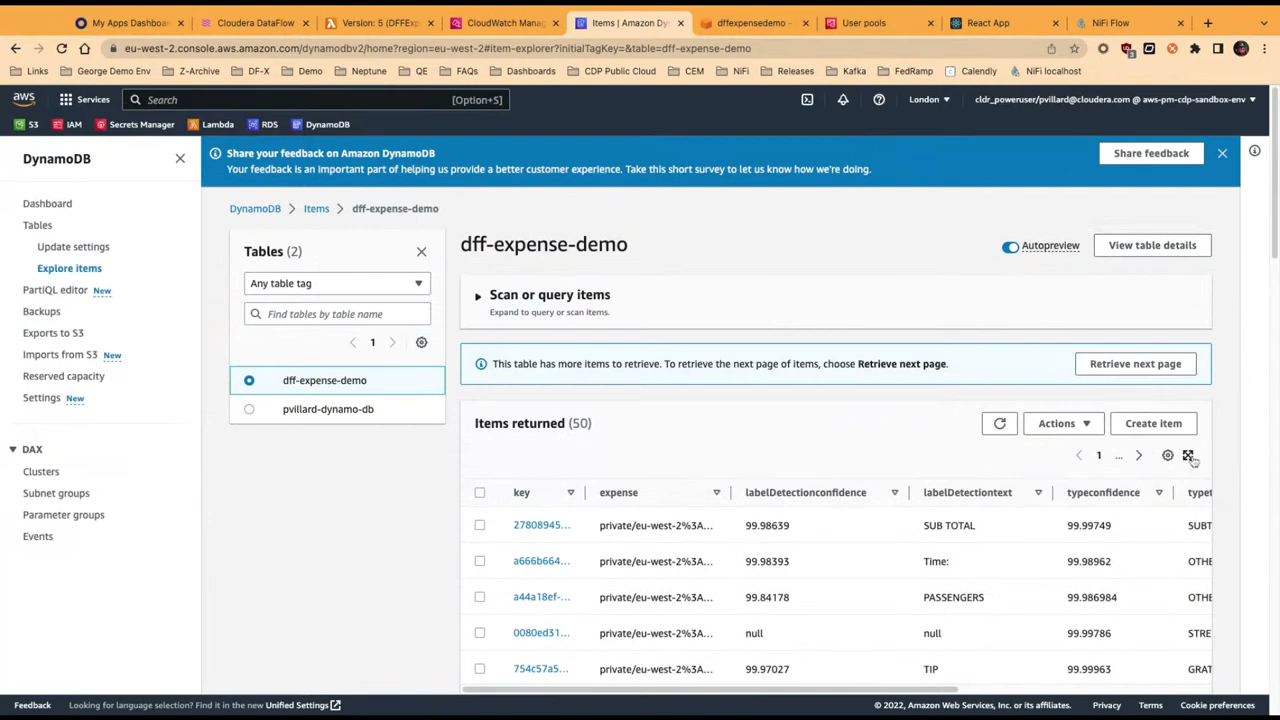 My Apps Dashboa
Cloudera DataFlow
Version: 5 (DFFExp
CloudWatch Mana
Items | Amazon Dy
dffexpensedemo -
User pools
React App
NiFi Flow
eu-west-2.console.aws.amazon.com/dynamodbv2/home?region=eu-west-2#item-explorer?initialTagKey=&table=dff-expense-demo
Links
George Demo Env
Z-Archive
DF-X
Demo
Neptune
QE
FAQs
Dashboards
CDP Public Cloud
CEM
NiFi
Releases
Kafka
FedRamp
Calendly
NiFi localhost
aws
Services
Search
[Option+S]
London
cldr_poweruser/pvillard@cloudera.com @ aws-pm-cdp-sandbox-env
S3
IAM
Secrets Manager
Lambda
RDS
DynamoDB
DynamoDB
Dashboard
Tables
Update settings
Explore items
PartiQL editor New
Backups
Exports to S3
Imports from S3 New
Reserved capacity
Settings New
DAX
Clusters
Subnet groups
Parameter groups
Events
Share your feedback on Amazon DynamoDB
Your feedback is an important part of helping us provide a better customer experience. Take this short survey to let us know how we're doing.
Share feedback
DynamoDB > Items > dff-expense-demo
Tables (2)
Any table tag
Find tables by table name
1
dff-expense-demo
pvillard-dynamo-db
dff-expense-demo
Autopreview
View table details
Scan or query items
Expand to query or scan items.
This table has more items to retrieve. To retrieve the next page of items, choose Retrieve next page.
Retrieve next page
Items returned (50)
Actions
Create item
1 ...
key expense labelDetectionconfidence labelDetectiontext typeconfidence typet
27808945... private/eu-west-2%3A... 99.98639 SUB TOTAL 99.99749 SUBT
a666b664... private/eu-west-2%3A... 99.98393 Time: 99.98962 OTHE
a44a18ef-... private/eu-west-2%3A... 99.84178 PASSENGERS 99.986984 OTHE
0080ed31... private/eu-west-2%3A... null null 99.99786 STRE
754c57a5... private/eu-west-2%3A... 99.97027 TIP 99.99963 GRAT
Feedback
Looking for language selection? Find it in the new Unified Settings
© 2022, Amazon Web Services, Inc. or its affiliates.
Privacy
Terms
Cookie preferences